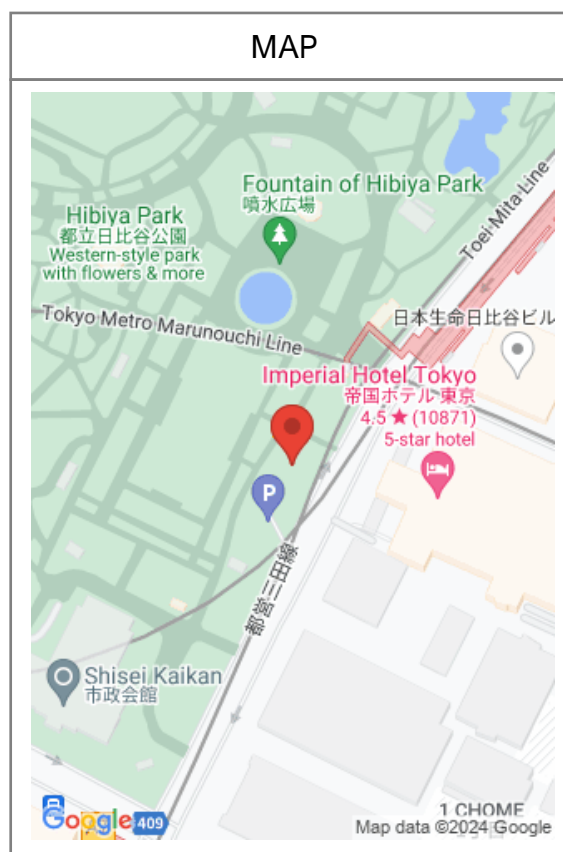 MAP
Fountain of Hibiya Park
噴水広場
Hibiya Park
都立日比谷公園
Western-style park
with flowers & more
Toei Mita Line
Tokyo Metro Marunouchi Line
日本生命日比谷ビル
Imperial Hotel Tokyo
帝国ホテル 東京
4.5 ★ (10871)
5-star hotel
P
都営三田線
Shisei Kaikan
市政会館
1 CHOME
Google
409
Map data ©2024 Google